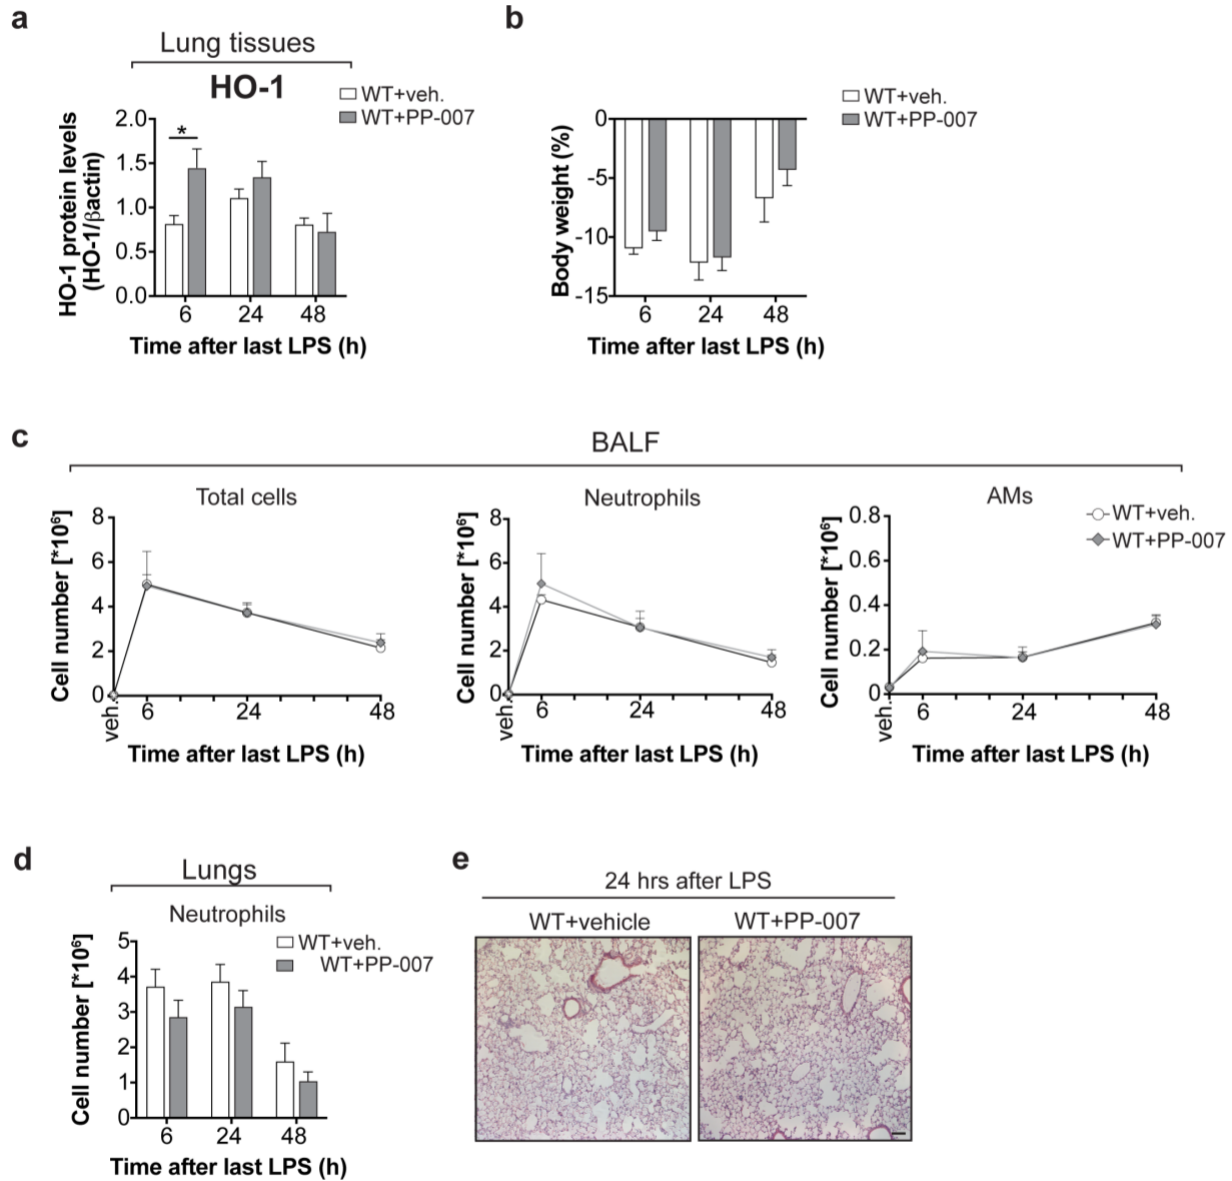 a
Lung tissues
HO-1
WT+veh.
WT+PP-007
HO-1 protein levels
(HO-1/βactin)
2.0
1.5
1.0
0.5
0.0
*
6 24 48
Time after last LPS (h)
b
WT+veh.
WT+PP-007
Body weight (%)
0
-5
-10
-15
6 24 48
Time after last LPS (h)
c
BALF
Total cells
Cell number [*10⁶]
8
6
4
2
0
veh. 6 24 48
Time after last LPS (h)
Neutrophils
Cell number [*10⁶]
8
6
4
2
0
veh. 6 24 48
Time after last LPS (h)
AMs
WT+veh.
WT+PP-007
Cell number [*10⁶]
0.8
0.6
0.4
0.2
0
veh. 6 24 48
Time after last LPS (h)
d
Lungs
Neutrophils
WT+veh.
WT+PP-007
Cell number [*10⁶]
5
4
3
2
1
0
6 24 48
Time after last LPS (h)
e
24 hrs after LPS
WT+vehicle WT+PP-007